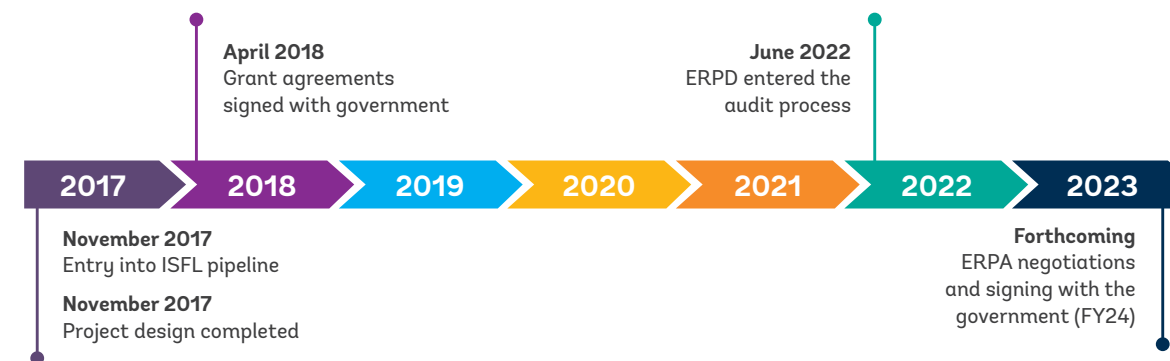 April 2018
Grant agreements
signed with government
June 2022
ERPD entered the
audit process
2017
2018
2019
2020
2021
2022
2023
November 2017
Entry into ISFL pipeline
November 2017
Project design completed
Forthcoming
ERPA negotiations
and signing with the
government (FY24)